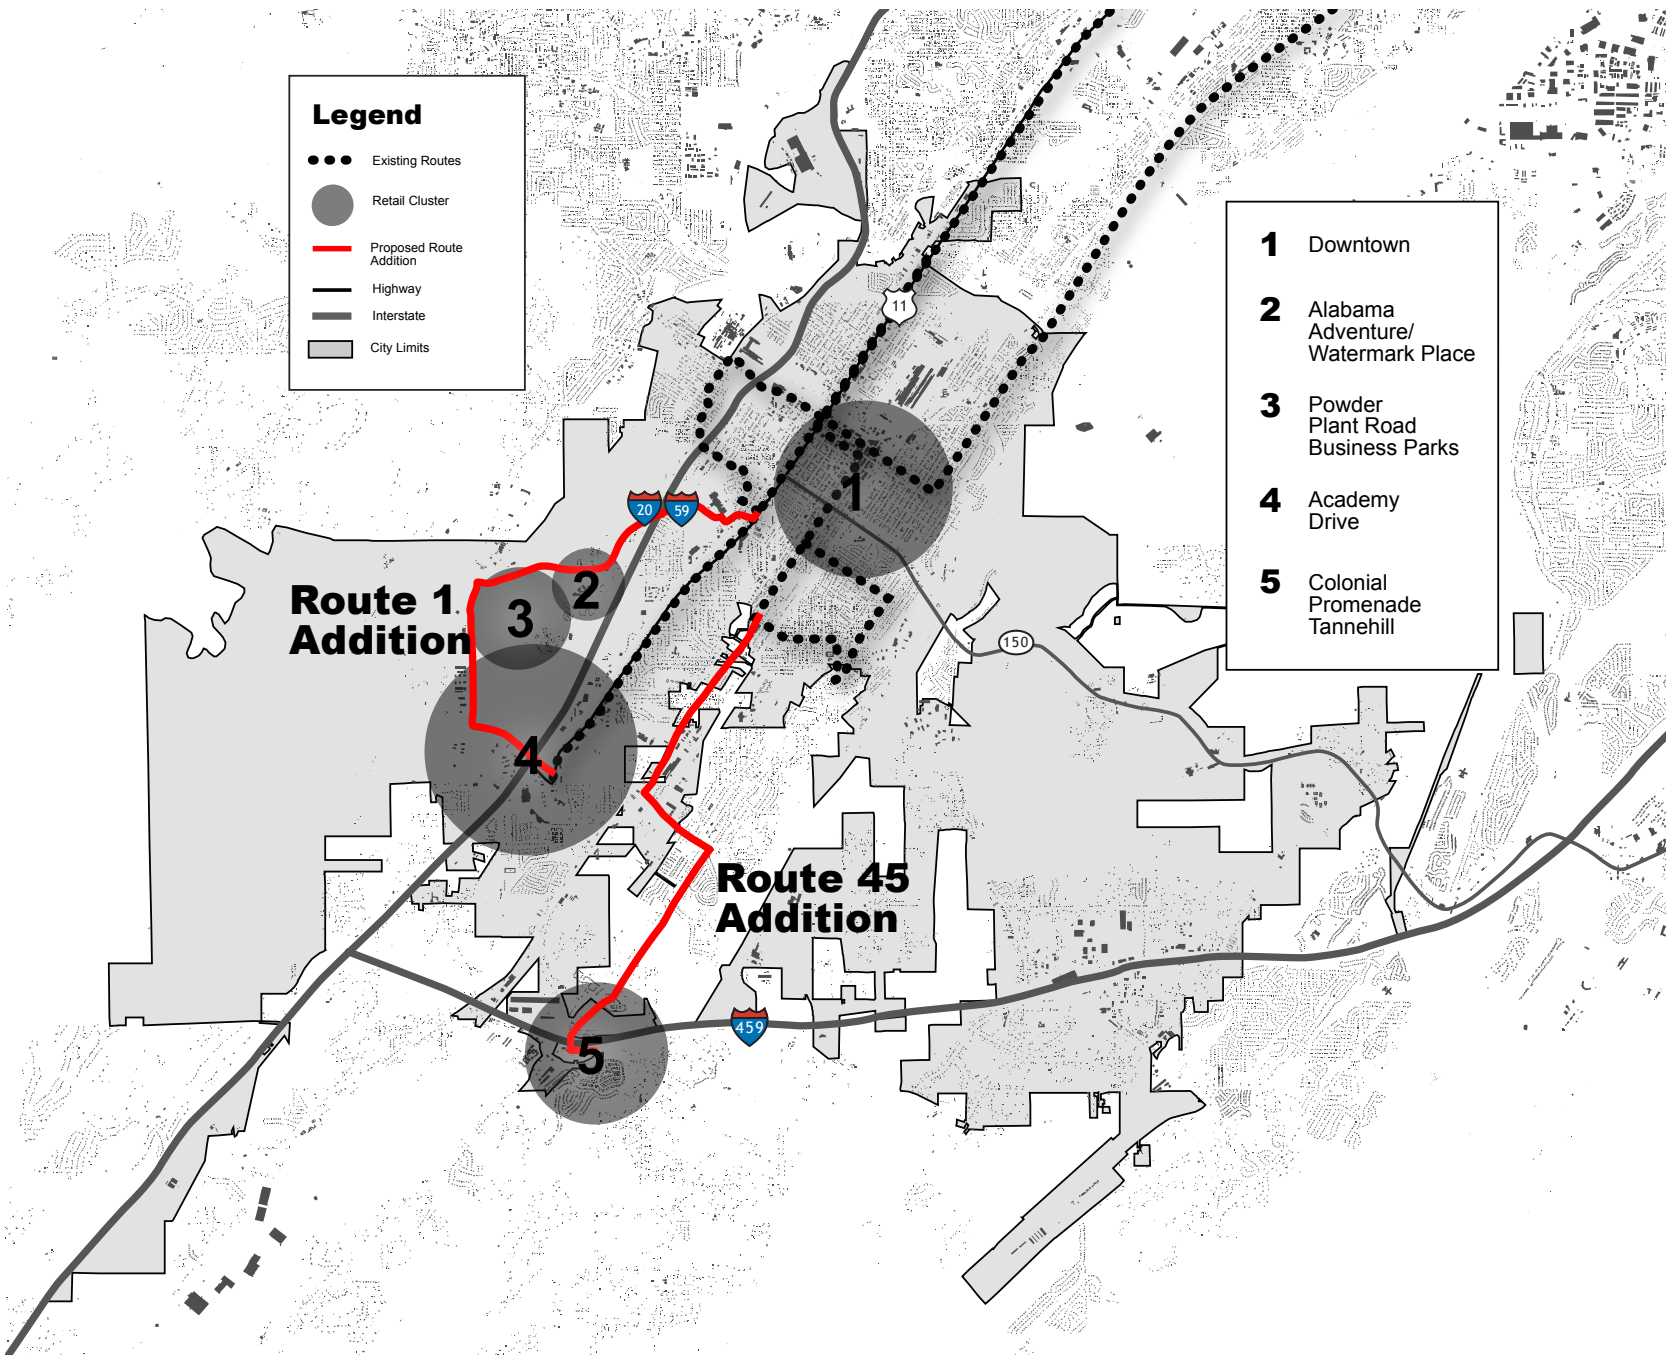 Legend
Existing Routes
Retail Cluster
Proposed Route
Addition
Highway
Interstate
City Limits
1 Downtown
2 Alabama
Adventure/
Watermark Place
3 Powder
Plant Road
Business Parks
4 Academy
Drive
5 Colonial
Promenade
Tannehill
11
1
20
59
2
3
Route 1
Addition
150
4
Route 45
Addition
459
5